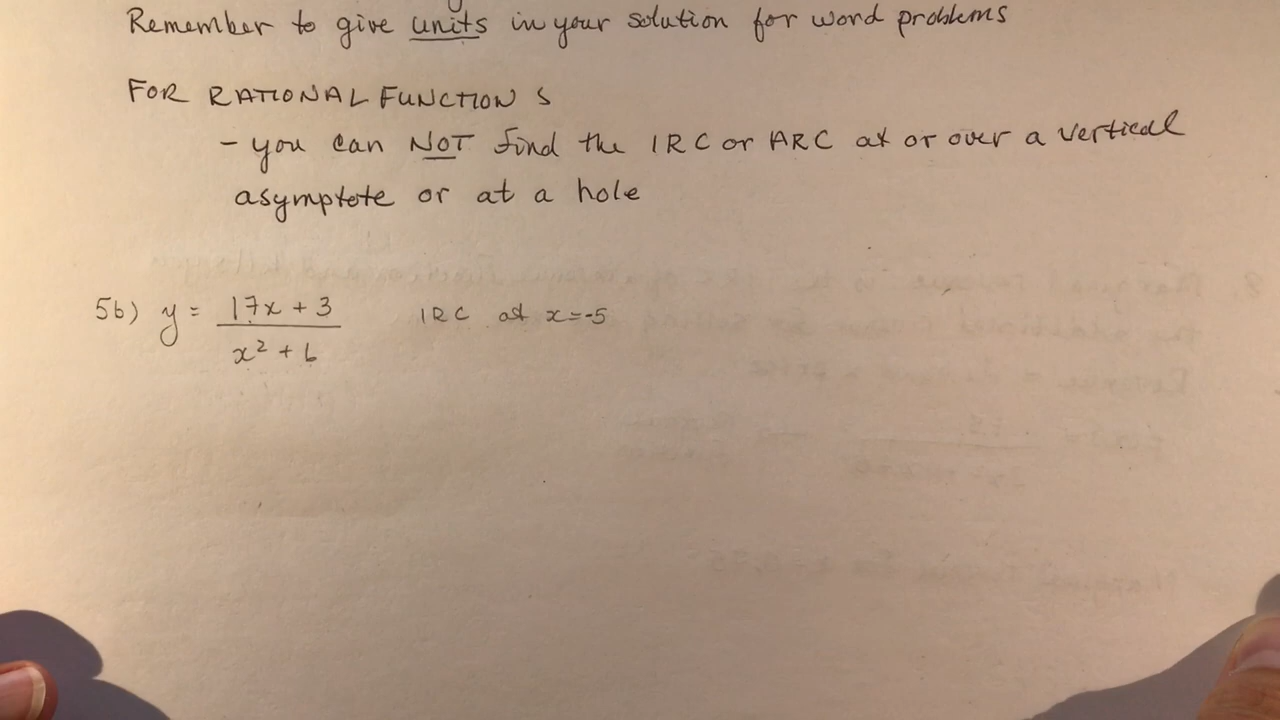 Remember to give units in your solution for word problems
FOR RATIONAL FUNCTIONS
- you can NOT find the IRC or ARC at or over a vertical
asymptote or at a hole
5b) y = 17x + 3 / x² + 6 IRC at x=-5